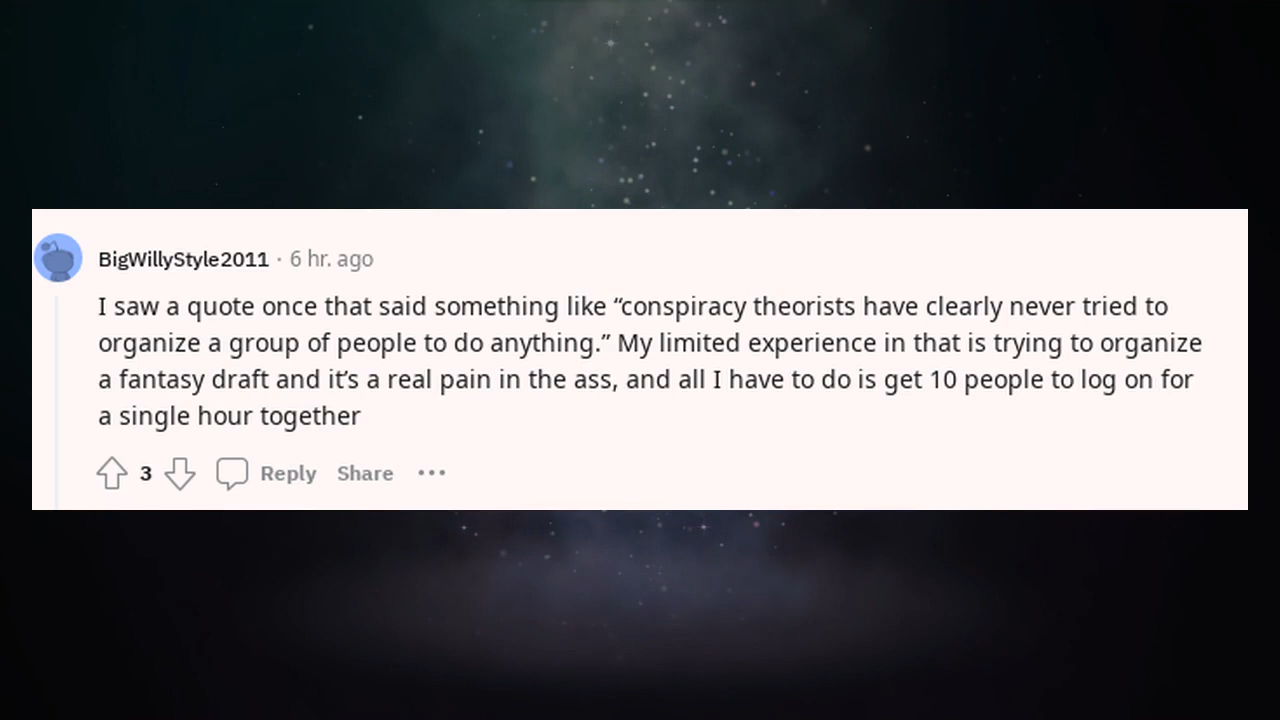 BigWillyStyle2011 · 6 hr. ago
I saw a quote once that said something like “conspiracy theorists have clearly never tried to
organize a group of people to do anything.” My limited experience in that is trying to organize
a fantasy draft and it’s a real pain in the ass, and all I have to do is get 10 people to log on for
a single hour together
3 Reply Share ···